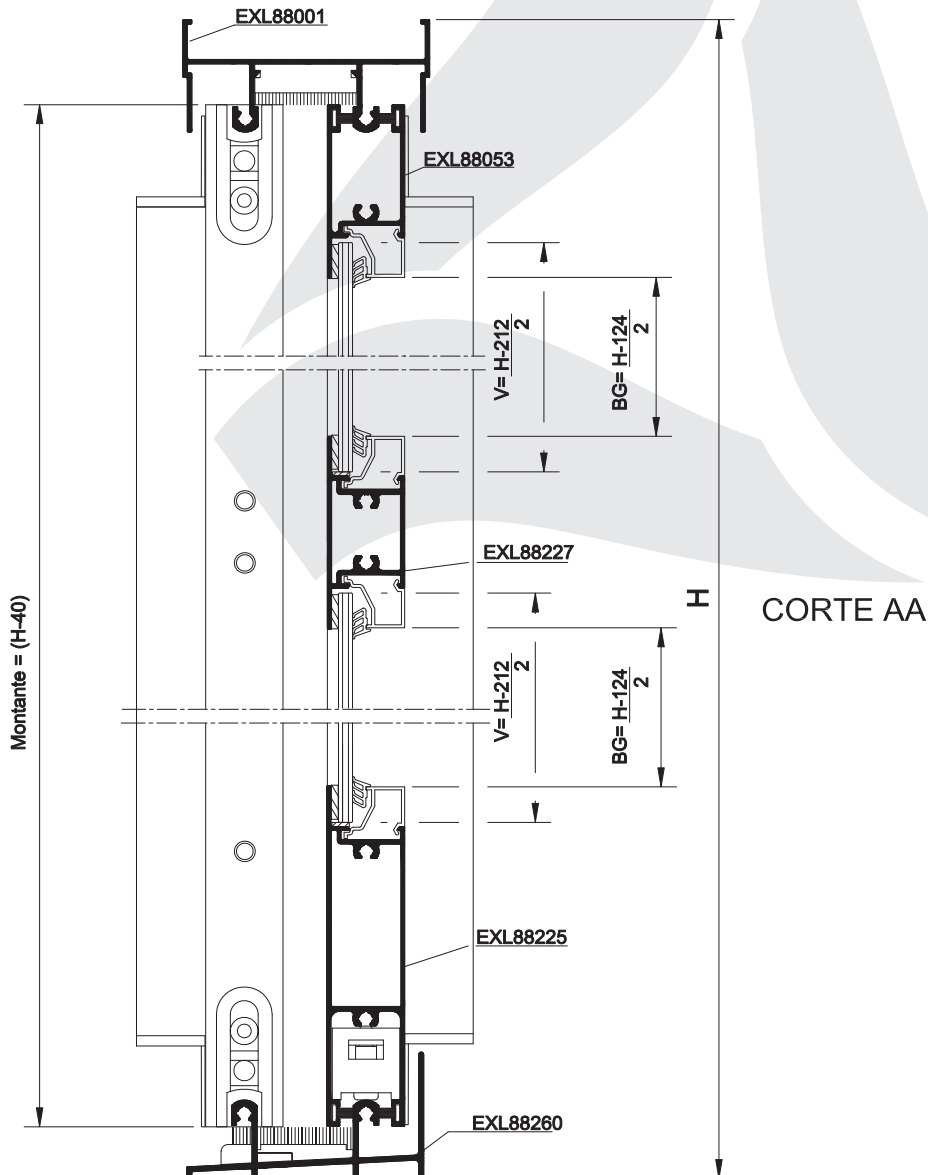 EXL88001
EXL88053
V= H-212
2
BG= H-124
2
EXL88227
H
CORTE AA
Montante = (H-40)
V= H-212
2
BG= H-124
2
EXL88225
EXL88260